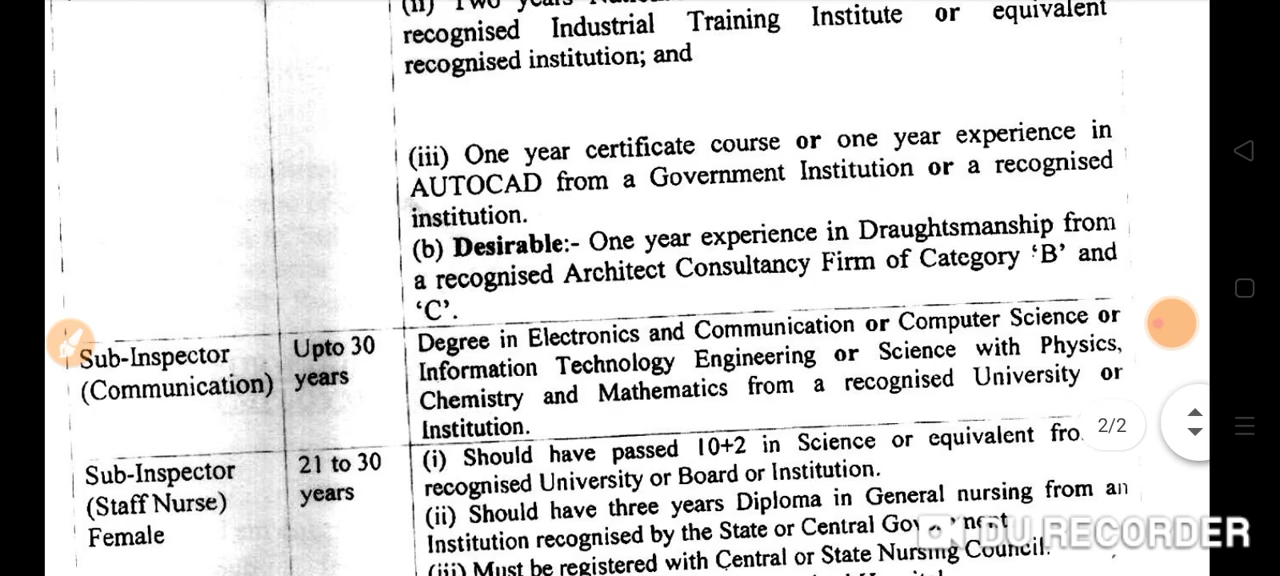 (ii) Two years
recognised Industrial Training Institute or equivalent
recognised institution; and
(iii) One year certificate course or one year experience in
AUTOCAD from a Government Institution or a recognised
institution.
(b) Desirable:- One year experience in Draughtsmanship from
a recognised Architect Consultancy Firm of Category ‘B’ and
‘C’.
Sub-Inspector
(Communication)
Upto 30
years
Degree in Electronics and Communication or Computer Science or
Information Technology Engineering or Science with Physics,
Chemistry and Mathematics from a recognised University or
Institution.
2/2
Sub-Inspector
(Staff Nurse)
Female
21 to 30
years
(i) Should have passed 10+2 in Science or equivalent
recognised University or Board or Institution.
(ii) Should have three years Diploma in General nursing from an
Institution recognised by the State or Central
(iii) Must be registered with Central or State Nursing Council.
DU RECORDER